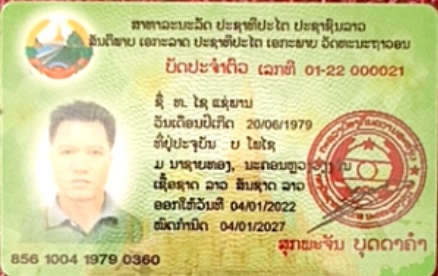 ສາທາລະນະລັດ ປະຊາທິປະໄຕ ປະຊາຊົນລາວ
ສັນຕິພາບ ເອກະລາດ ປະຊາທິປະໄຕ ເອກະພາບ ວັດທະນະຖາວອນ
ບັດປະຈຳຕົວ ເລກທີ 01-22 000021
ຊື່ ທ. ໄຊ ແຊ່ພານ
ວັນເດືອນປີເກີດ 20/06/1979
ທີ່ຢູ່ປະຈຸບັນ ບ ໂພໄຊ
ມ ນາຊາຍທອງ, ນະຄອນຫຼວງວຽງຈັນ
ເຊື້ອຊາດ ລາວ ສັນຊາດ ລາວ
ອອກໃຫ້ວັນທີ 04/01/2022
ໝົດກຳນົດ 04/01/2027
ສຸກພະຈັນ ບຸດດາຄຳ
856 1004 1979 0360